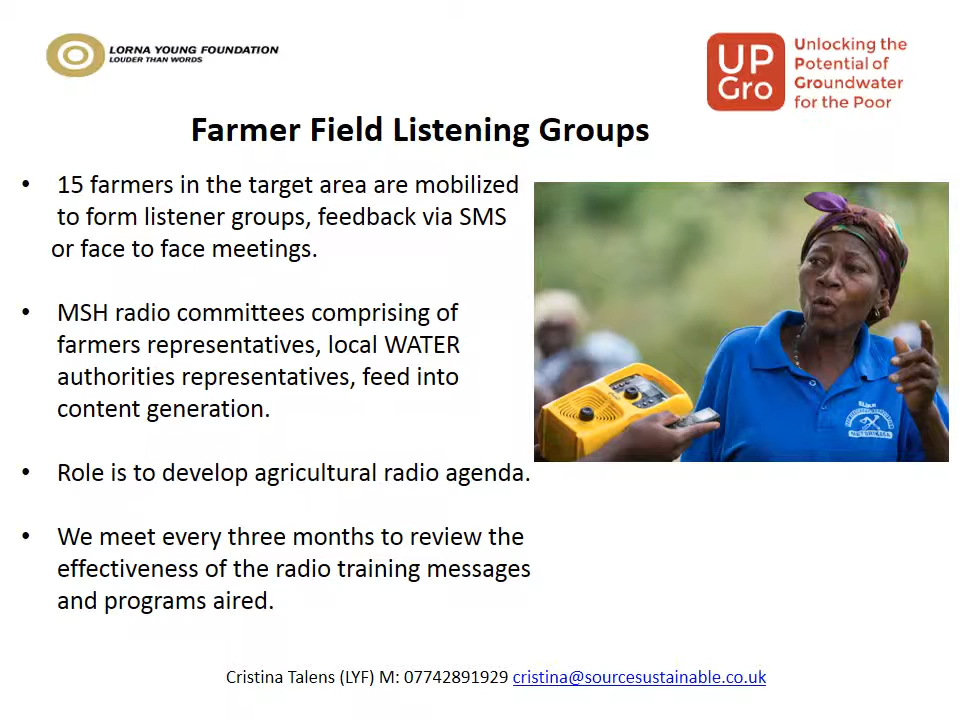 LORNA YOUNG FOUNDATION
LOUDER THAN WORDS
UP
Gro
Unlocking the
Potential of
Groundwater
for the Poor
Farmer Field Listening Groups
• 15 farmers in the target area are mobilized
to form listener groups, feedback via SMS
or face to face meetings.
• MSH radio committees comprising of
farmers representatives, local WATER
authorities representatives, feed into
content generation.
• Role is to develop agricultural radio agenda.
• We meet every three months to review the
effectiveness of the radio training messages
and programs aired.
Cristina Talens (LYF) M: 07742891929 cristina@sourcesustainable.co.uk